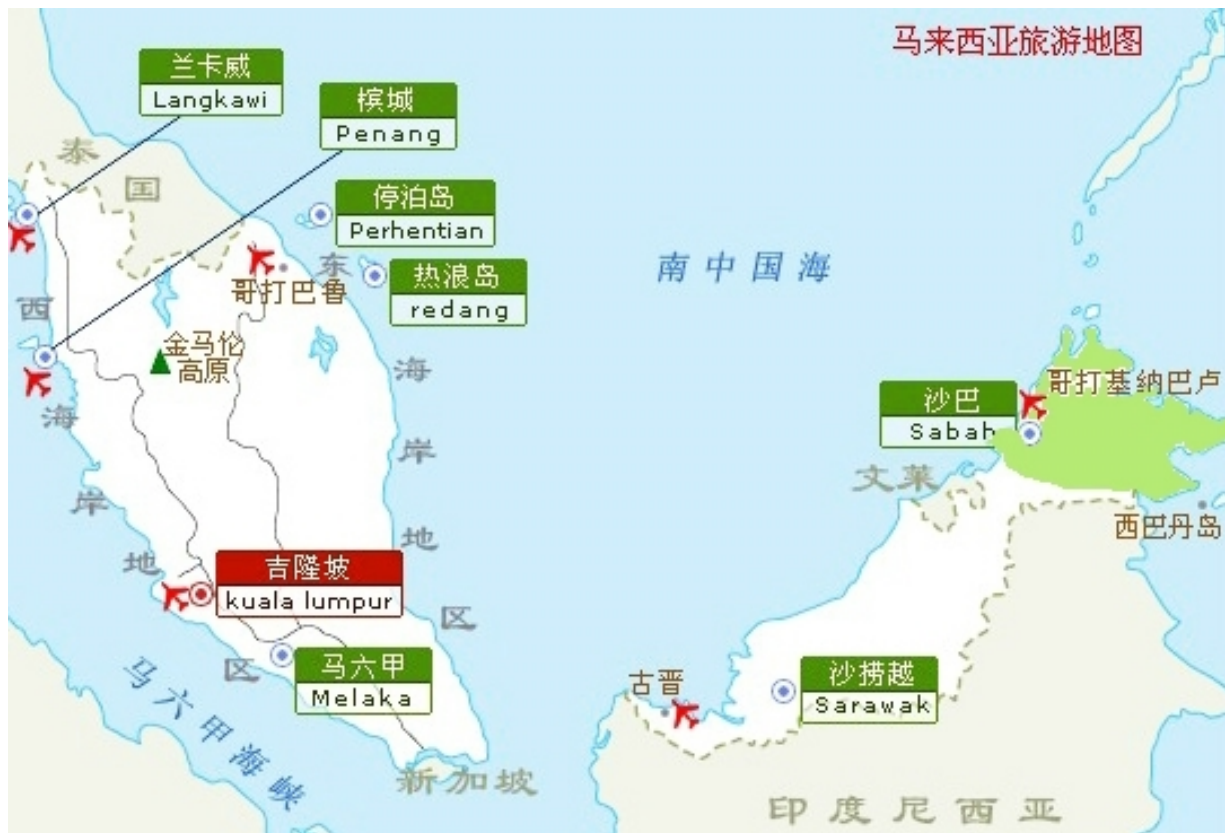 马来西亚旅游地图
兰卡威
Langkawi
槟城
Penang
泰国
停泊岛
Perhentian
热浪岛
redang
哥打巴鲁
南中国海
金马伦
高原
西海岸地区
东海岸地区
哥打基纳巴卢
沙巴
Sabah
文莱
西巴丹岛
吉隆坡
kuala lumpur
马六甲
Melaka
马六甲海峡
古晋
沙捞越
Sarawak
新加坡
印度尼西亚